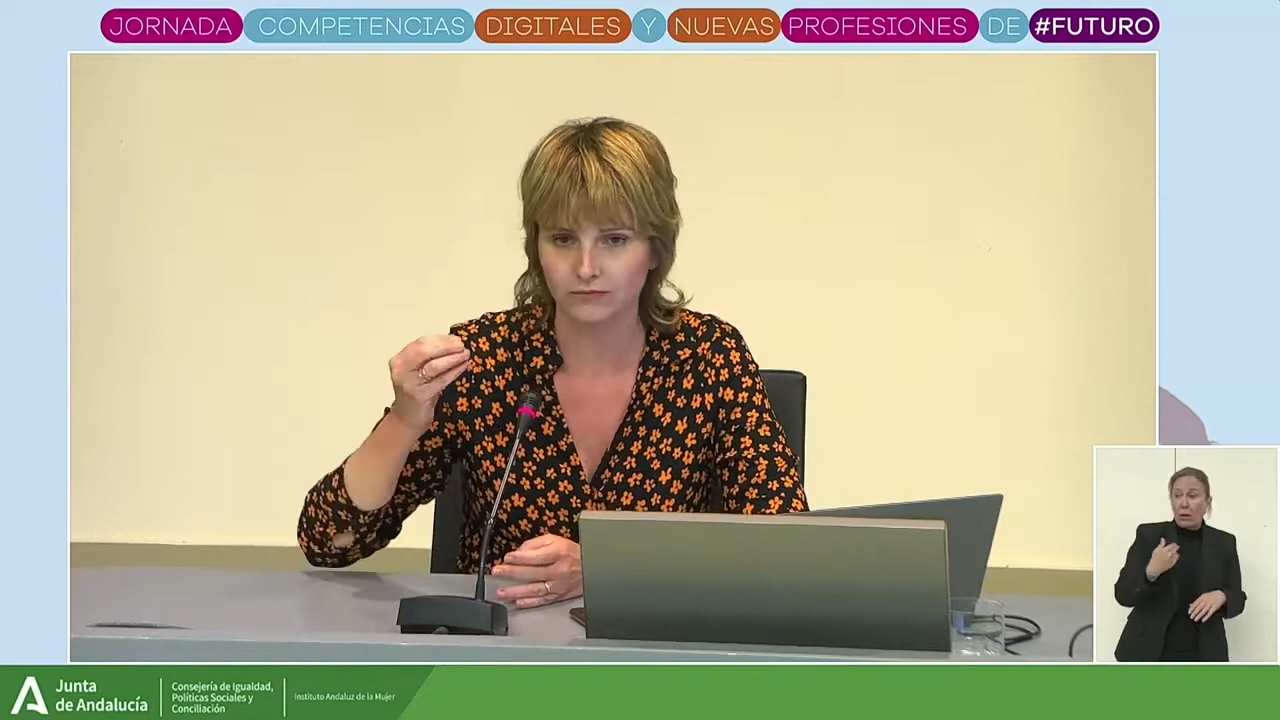 JORNADA COMPETENCIAS DIGITALES Y NUEVAS PROFESIONES DE #FUTURO
Junta
de Andalucía
Consejería de Igualdad,
Políticas Sociales y
Conciliación
Instituto Andaluz de la Mujer